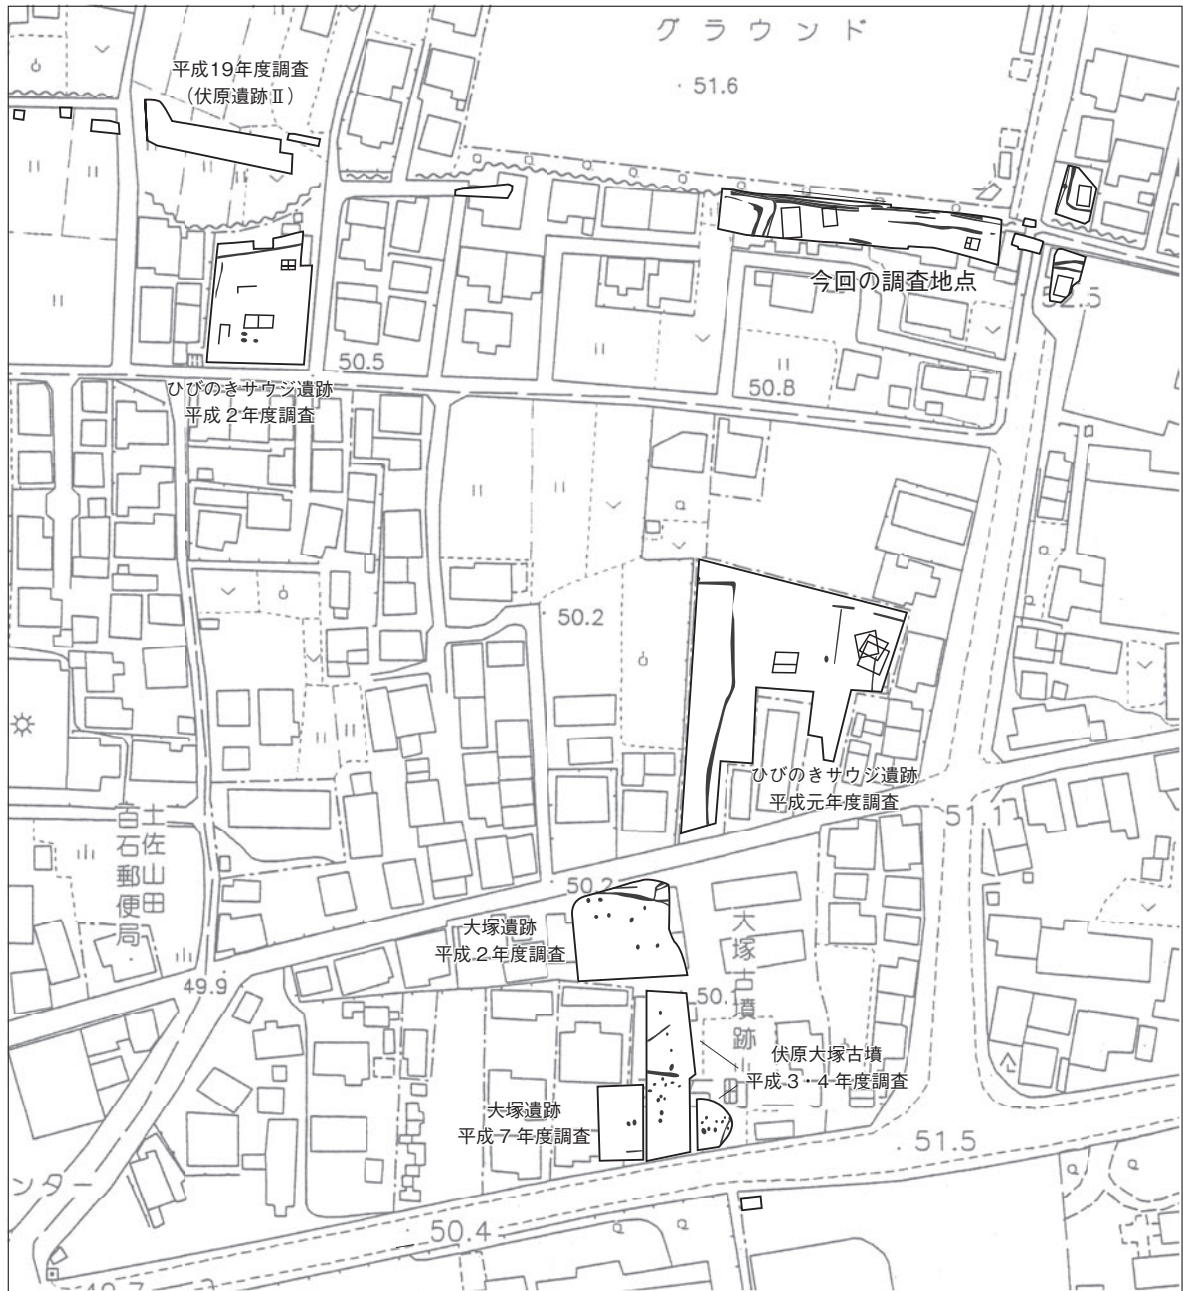 グラウンド
平成19年度調査
（伏原遺跡Ⅱ）
51.6
今回の調査地点
52.5
50.5
50.8
ひびのきサウジ遺跡
平成２年度調査
50.2
ひびのきサウジ遺跡
平成元年度調査
51.1
土佐山田
百石郵便局
50.2
大塚遺跡
平成２年度調査
大塚古墳跡
49.9
50.
伏原大塚古墳
平成３・４年度調査
大塚遺跡
平成７年度調査
51.5
ンター
50.4